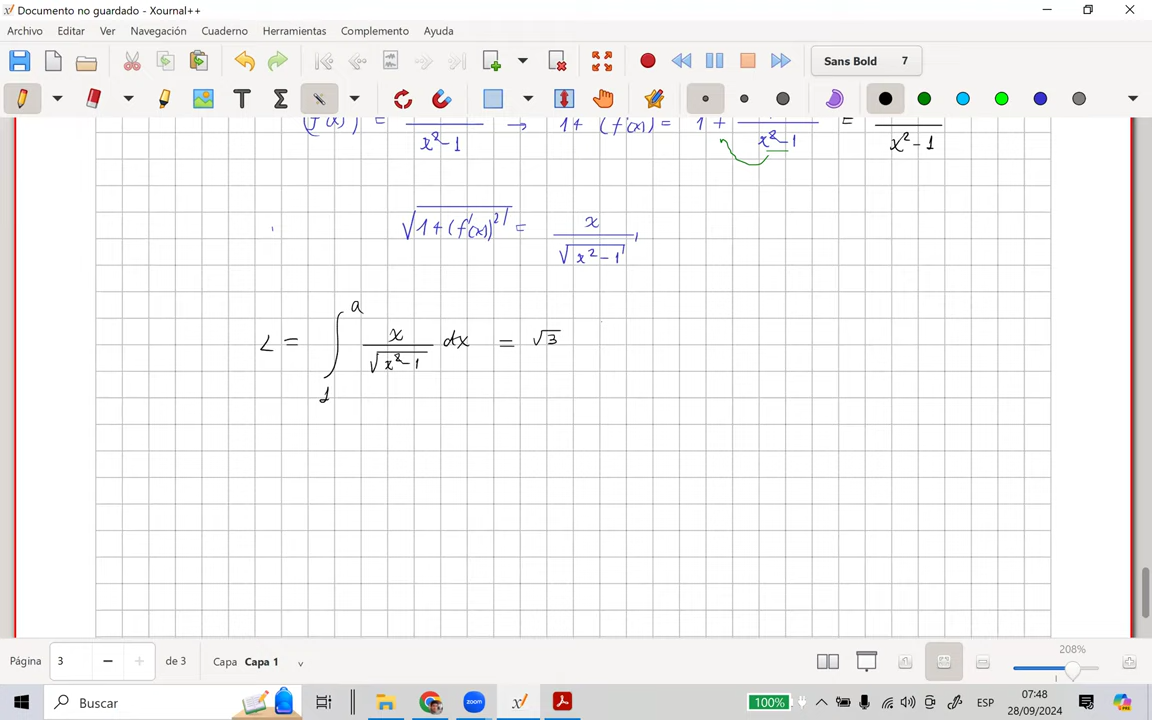 Documento no guardado - Xournal++
Archivo Editar Ver Navegación Cuaderno Herramientas Complemento Ayuda
Sans Bold 7
(f'(x)) = x²-1 → 1 + (f'(x) = 1 + x²-1 = x²-1
√1+(f'(x))² = x / √x²-1
L = ∫₁ᵃ x / √x²-1 dx = √3
Página 3 de 3 Capa Capa 1 208%
Buscar 100% ESP 07:48
28/09/2024